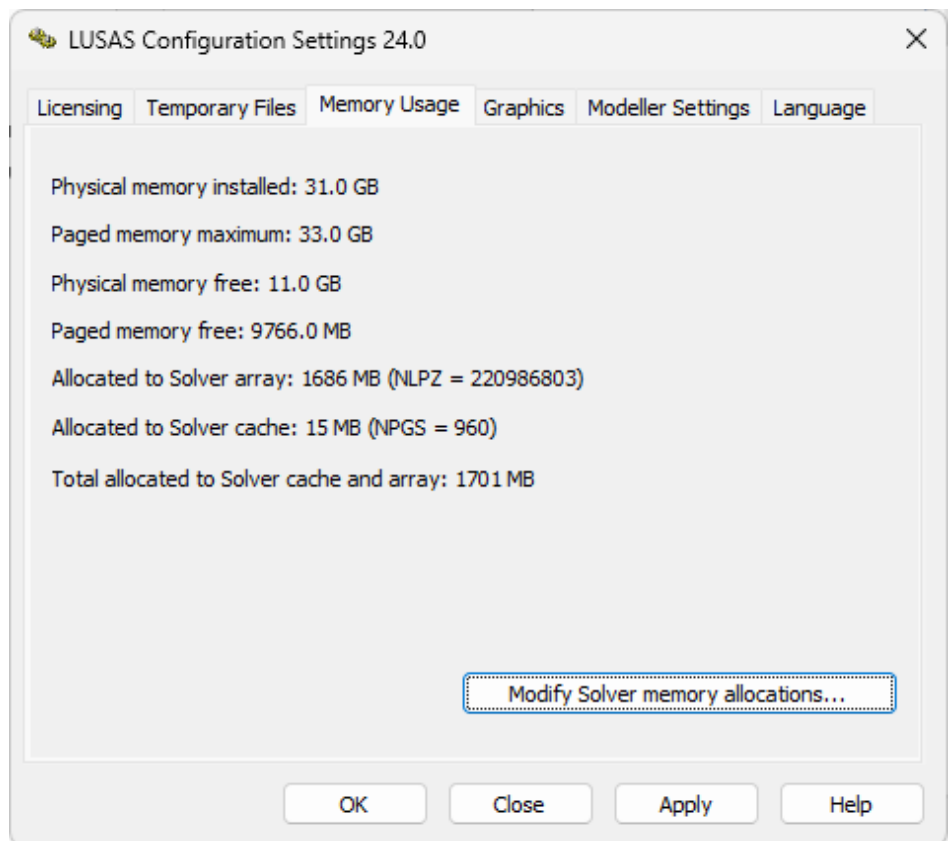 LUSAS Configuration Settings 24.0
Licensing Temporary Files Memory Usage Graphics Modeller Settings Language
Physical memory installed: 31.0 GB
Paged memory maximum: 33.0 GB
Physical memory free: 11.0 GB
Paged memory free: 9766.0 MB
Allocated to Solver array: 1686 MB (NLPZ = 220986803)
Allocated to Solver cache: 15 MB (NPGS = 960)
Total allocated to Solver cache and array: 1701 MB
Modify Solver memory allocations...
OK Close Apply Help